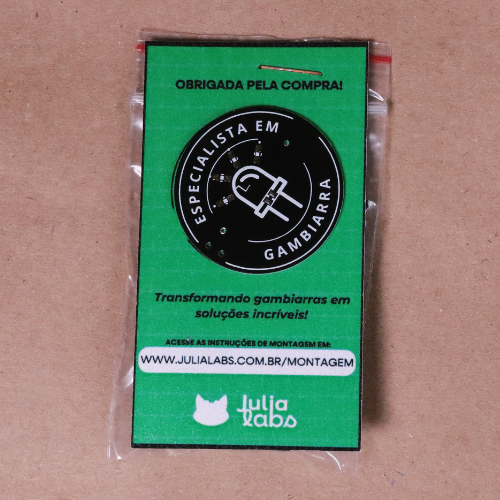 OBRIGADA PELA COMPRA!
ESPECIALISTA EM
GAMBIARRA
Transformando gambiarras em
soluções incríveis!
ACESSE AS INSTRUÇÕES DE MONTAGEM EM:
WWW.JULIALABS.COM.BR/MONTAGEM
Julia
labs